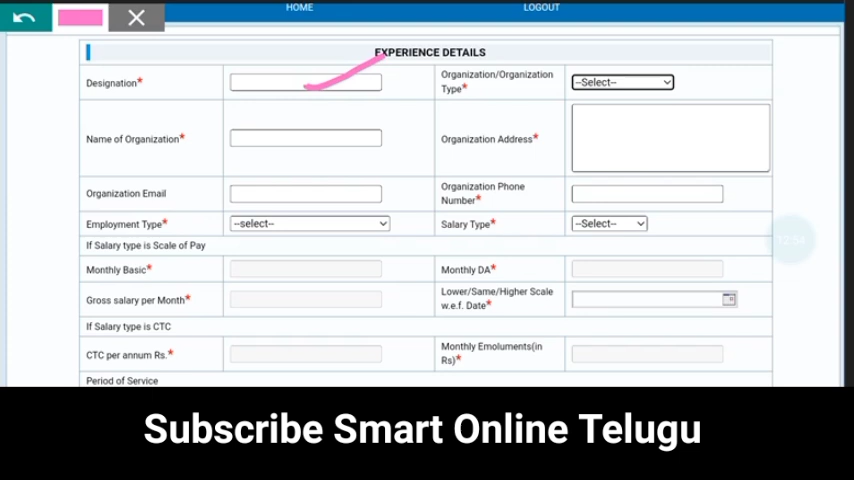 HOME LOGOUT
EXPERIENCE DETAILS
Designation*
Organization/Organization Type*
--Select--
Name of Organization*
Organization Address*
Organization Email
Organization Phone Number*
Employment Type*
--select--
Salary Type*
--Select--
If Salary type is Scale of Pay
Monthly Basic*
Monthly DA*
Gross salary per Month*
Lower/Same/Higher Scale w.e.f. Date*
If Salary type is CTC
CTC per annum Rs.*
Monthly Emoluments(in Rs)*
Period of Service
Subscribe Smart Online Telugu